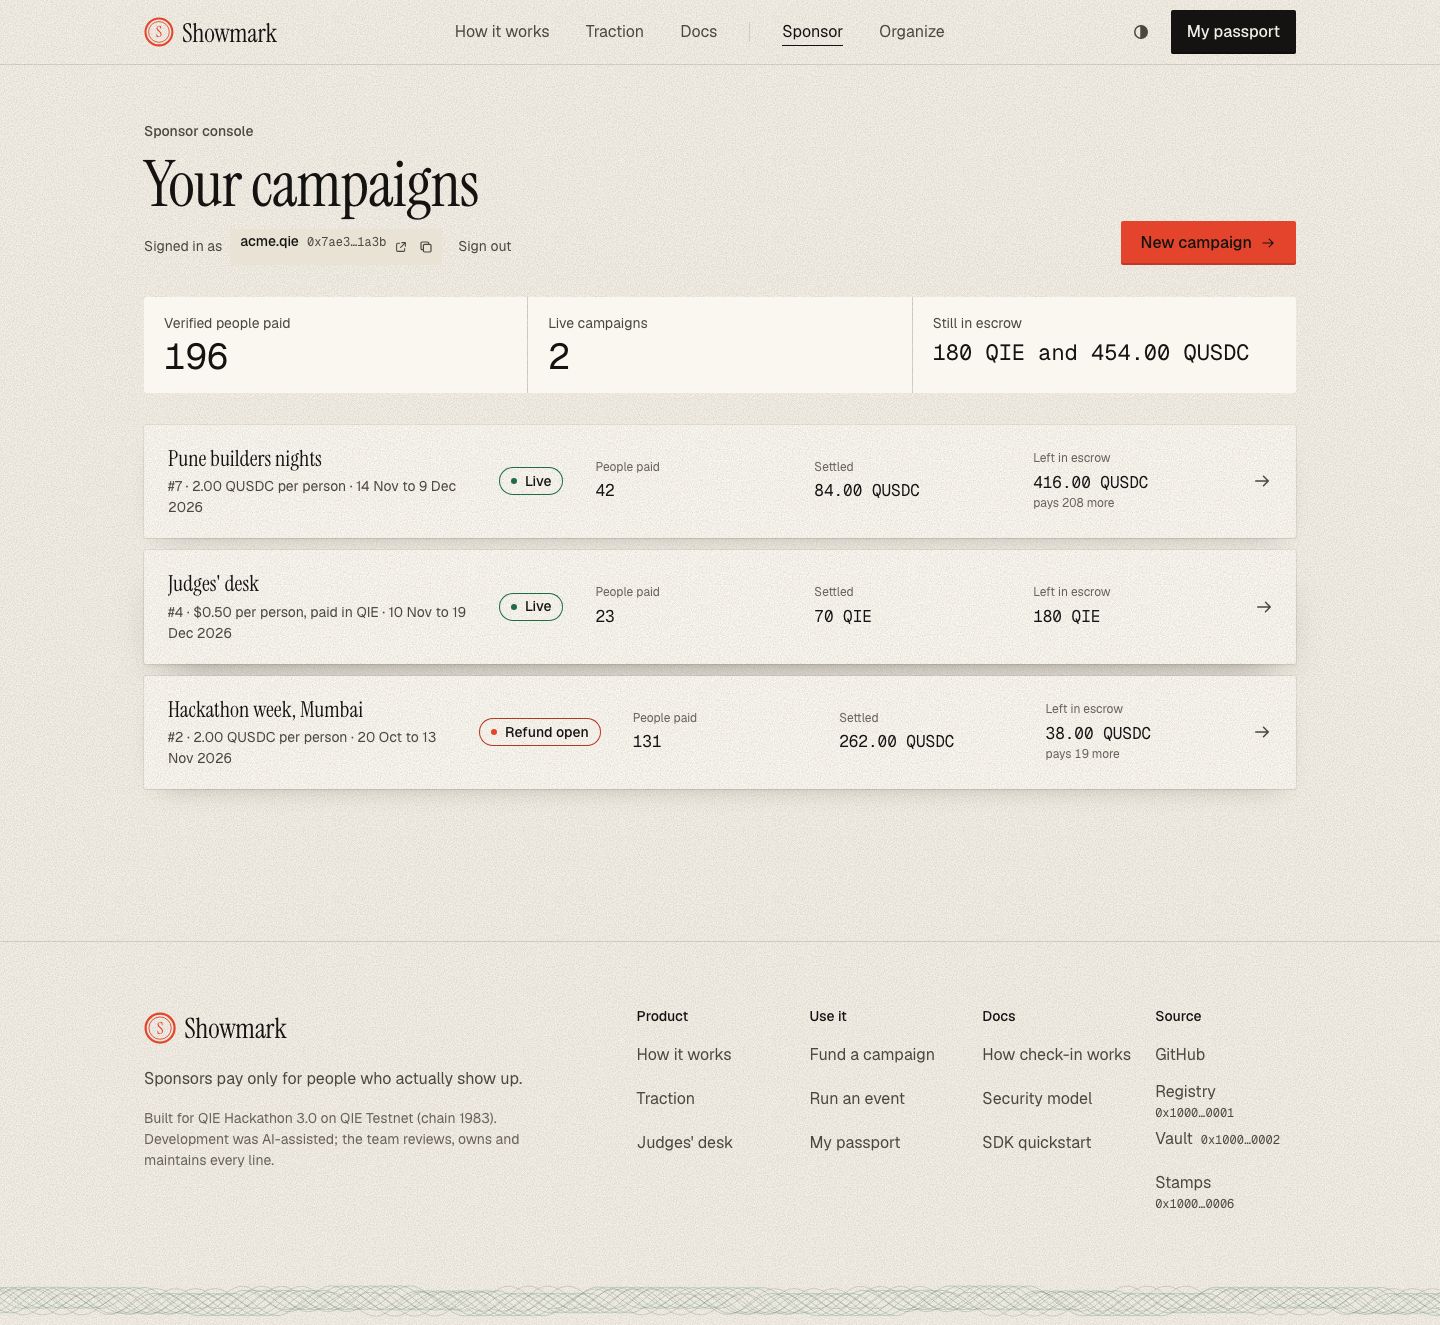 S Showmark
How it works
Traction
Docs
Sponsor
Organize
My passport
Sponsor console
Your campaigns
Signed in as acme.qie 0x7ae3…1a3b Sign out
New campaign →
Verified people paid
196
Live campaigns
2
Still in escrow
180 QIE and 454.00 QUSDC
Pune builders nights
#7 · 2.00 QUSDC per person · 14 Nov to 9 Dec
2026
Live
People paid
42
Settled
84.00 QUSDC
Left in escrow
416.00 QUSDC
pays 208 more
→
Judges' desk
#4 · $0.50 per person, paid in QIE · 10 Nov to 19
Dec 2026
Live
People paid
23
Settled
70 QIE
Left in escrow
180 QIE
→
Hackathon week, Mumbai
#2 · 2.00 QUSDC per person · 20 Oct to 13
Nov 2026
Refund open
People paid
131
Settled
262.00 QUSDC
Left in escrow
38.00 QUSDC
pays 19 more
→
S Showmark
Sponsors pay only for people who actually show up.
Built for QIE Hackathon 3.0 on QIE Testnet (chain 1983).
Development was AI-assisted; the team reviews, owns and
maintains every line.
Product
How it works
Traction
Judges' desk
Use it
Fund a campaign
Run an event
My passport
Docs
How check-in works
Security model
SDK quickstart
Source
GitHub
Registry
0x1000…0001
Vault 0x1000…0002
Stamps
0x1000…0006